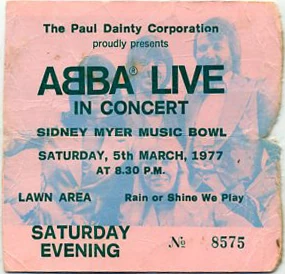 The Paul Dainty Corporation
proudly presents
ABBA® LIVE
IN CONCERT
SIDNEY MYER MUSIC BOWL
SATURDAY, 5th MARCH, 1977
AT 8.30 P.M.
LAWN AREA Rain or Shine We Play
SATURDAY
EVENING
No 8575